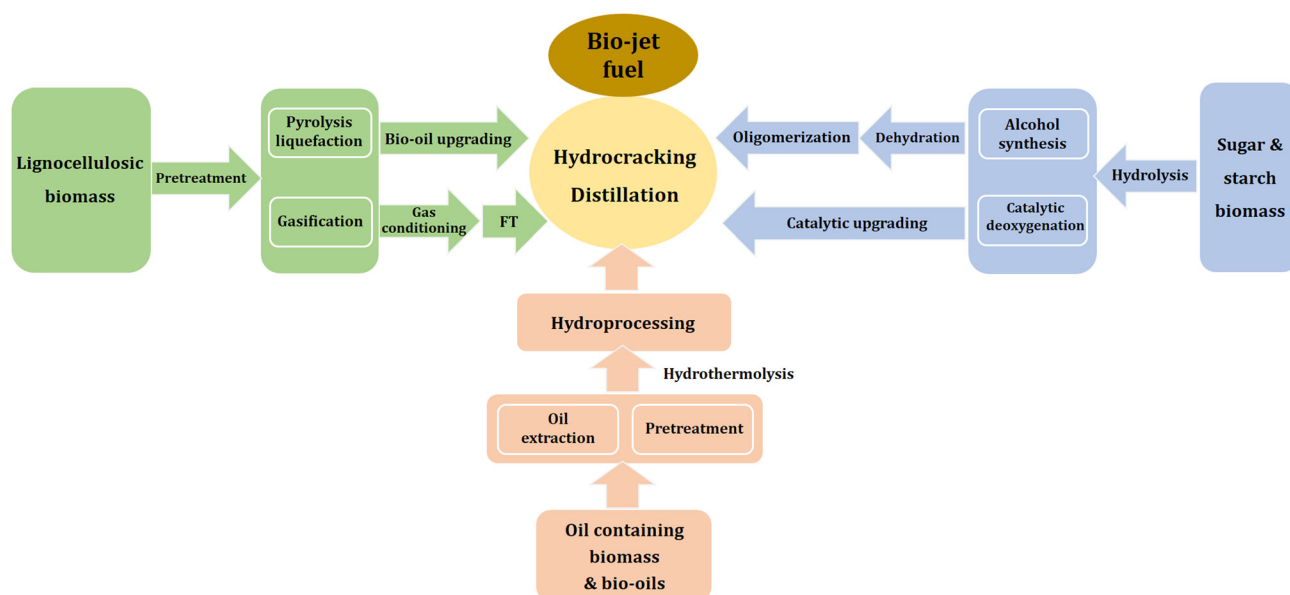 Bio-jet
fuel
Lignocellulosic
biomass
Pretreatment
Pyrolysis
liquefaction
Gasification
Bio-oil upgrading
Gas
conditioning
FT
Hydrocracking
Distillation
Oligomerization
Dehydration
Catalytic upgrading
Alcohol
synthesis
Catalytic
deoxygenation
Hydrolysis
Sugar &
starch
biomass
Hydroprocessing
Hydrothermolysis
Oil
extraction
Pretreatment
Oil containing
biomass
& bio-oils